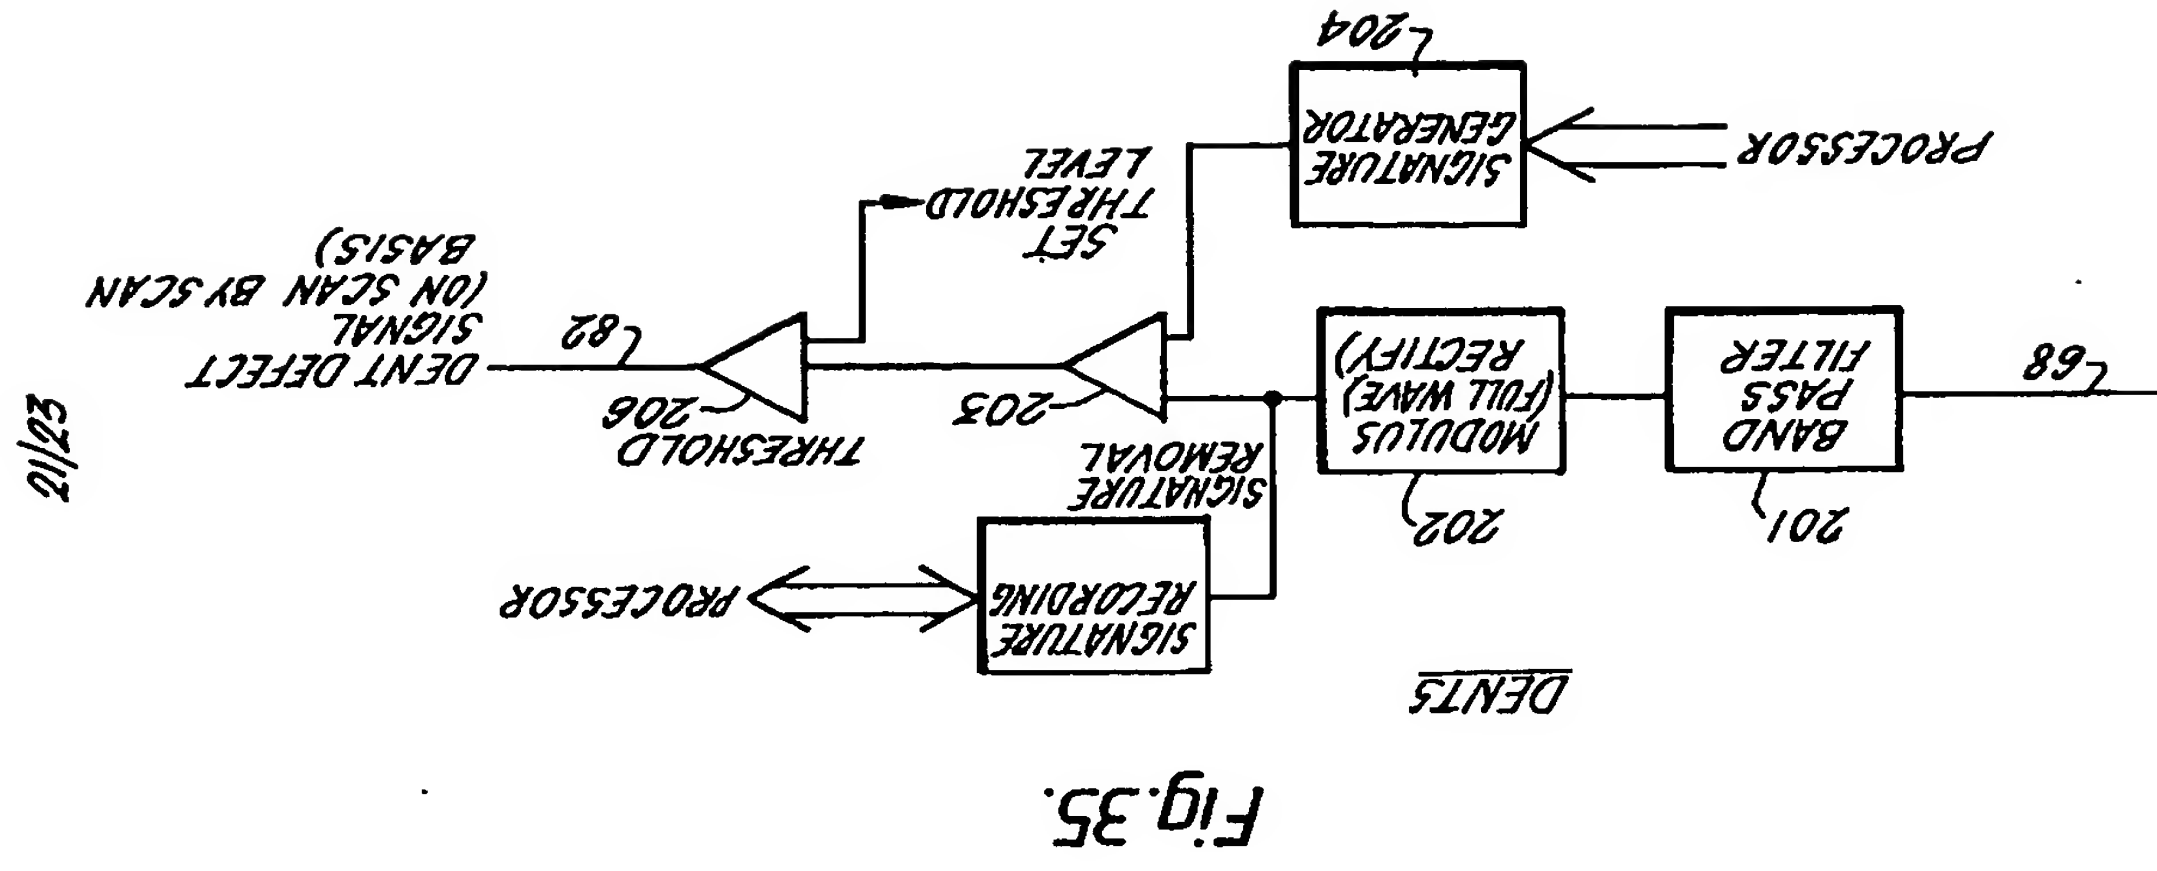 Fig.35.
DENTS
SIGNATURE
RECORDING
PROCESSOR
201
202
SIGNATURE
REMOVAL
THRESHOLD
68
BAND
PASS
FILTER
MODULUS
(FULL WAVE)
RECTIFY)
203
206
82
DENT DEFECT
SIGNAL
(ON SCAN BY SCAN
BASIS)
SET
THRESHOLD
LEVEL
PROCESSOR
SIGNATURE
GENERATOR
204
21/23